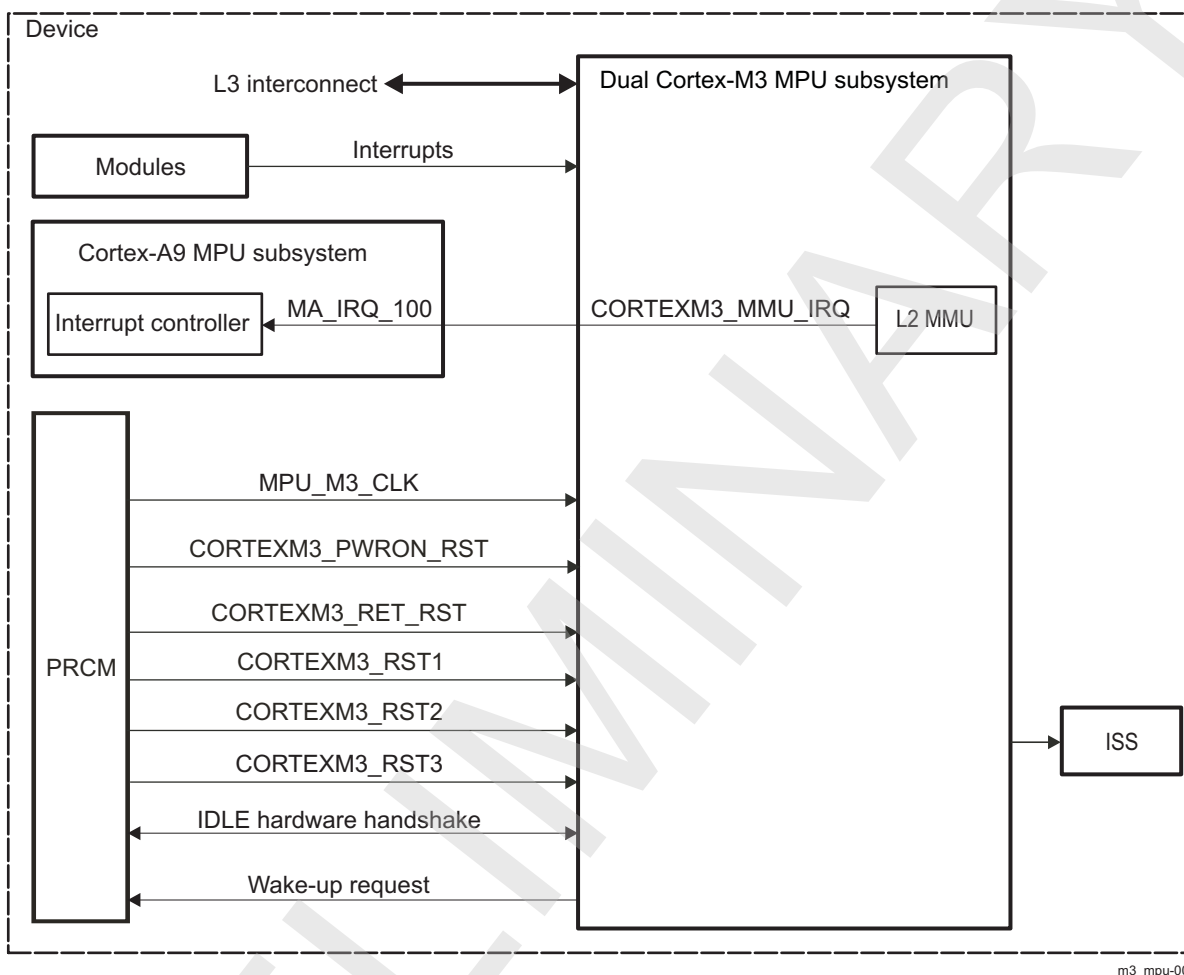 Device
L3 interconnect
Dual Cortex-M3 MPU subsystem
Modules
Interrupts
Cortex-A9 MPU subsystem
Interrupt controller
MA_IRQ_100
CORTEXM3_MMU_IRQ
L2 MMU
MPU_M3_CLK
CORTEXM3_PWRON_RST
CORTEXM3_RET_RST
PRCM
CORTEXM3_RST1
CORTEXM3_RST2
CORTEXM3_RST3
ISS
IDLE hardware handshake
Wake-up request